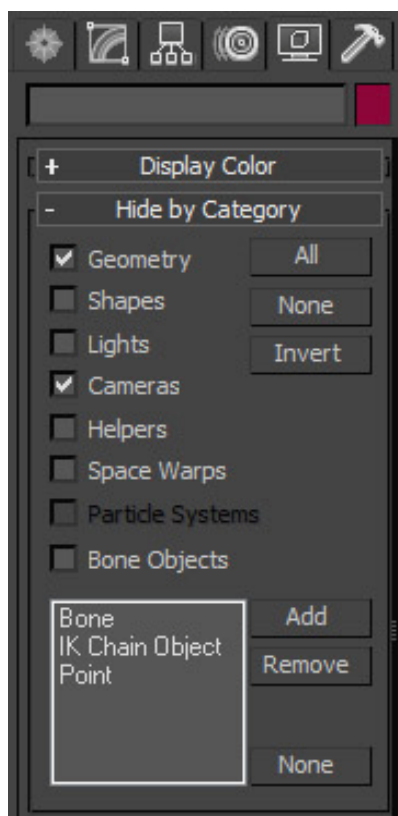 + Display Color
- Hide by Category
Geometry All
Shapes None
Lights Invert
Cameras
Helpers
Space Warps
Particle Systems
Bone Objects
Bone Add
IK Chain Object
Point Remove
None